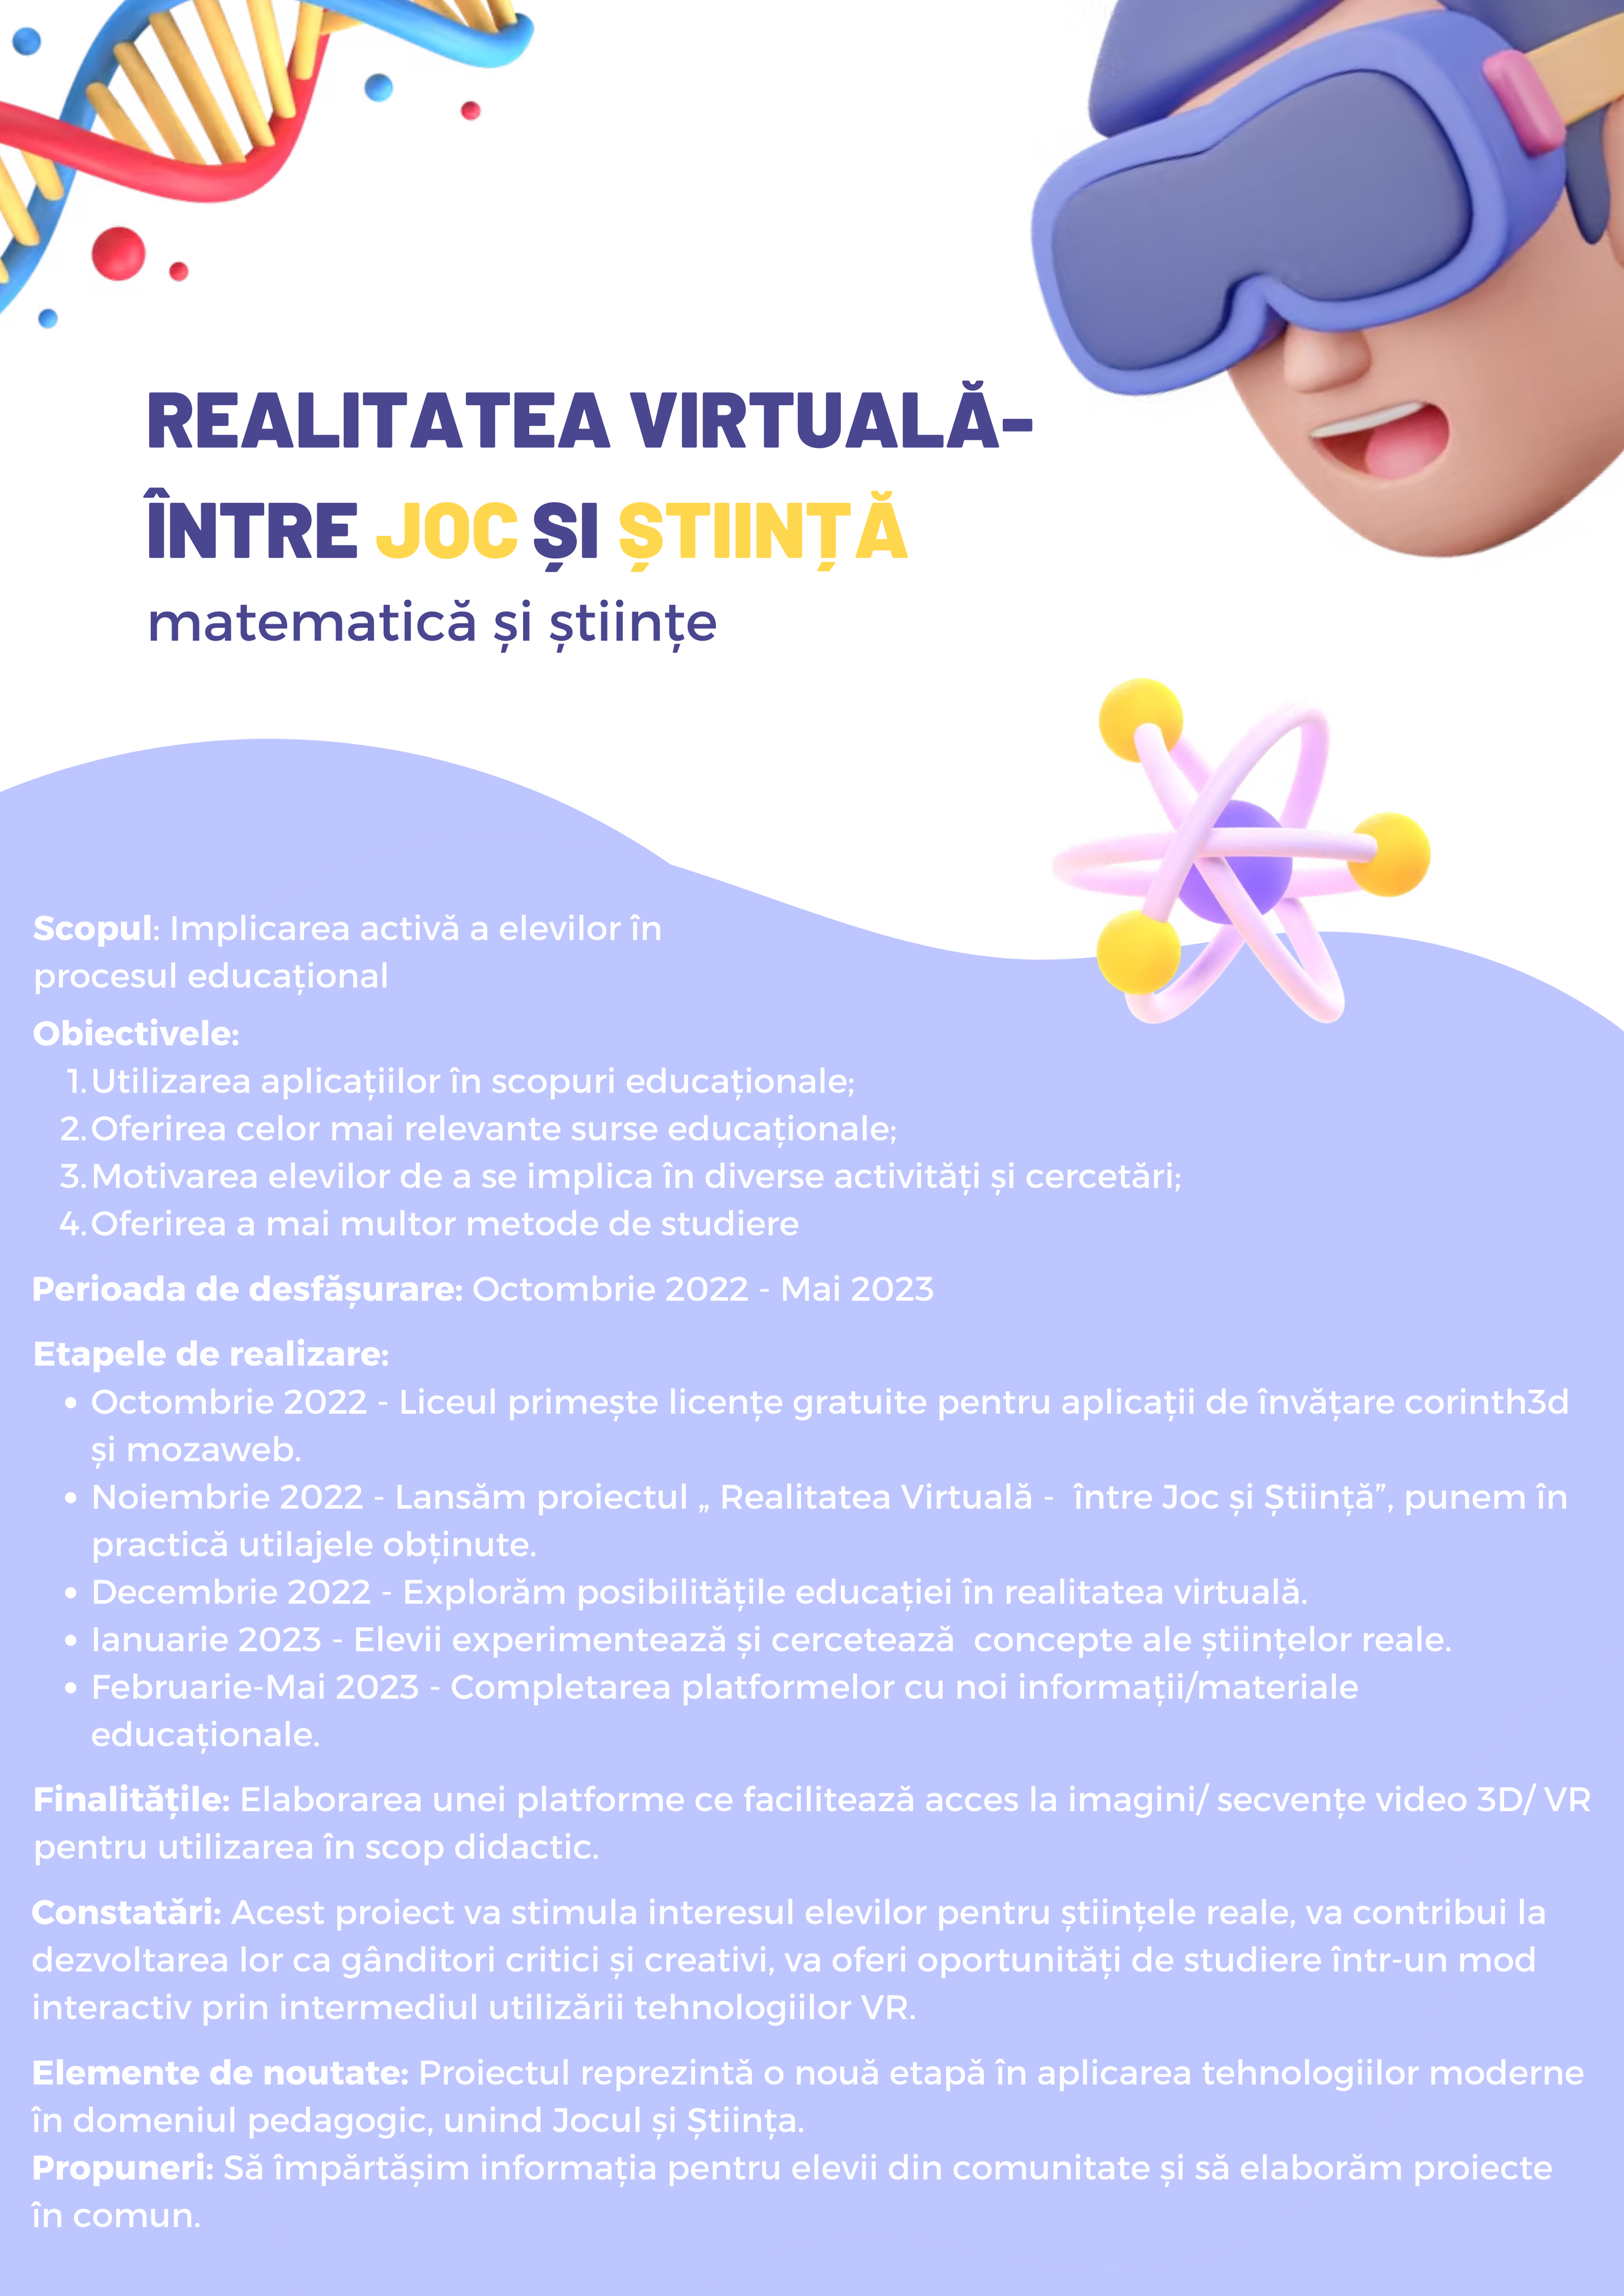 REALITATEA VIRTUALĂ-
ÎNTRE JOC ȘI ȘTIINȚĂ
matematică și științe
Scopul: Implicarea activă a elevilor în
procesul educațional
Obiectivele:
1. Utilizarea aplicațiilor în scopuri educaționale;
2. Oferirea celor mai relevante surse educaționale;
3. Motivarea elevilor de a se implica în diverse activități și cercetări;
4. Oferirea a mai multor metode de studiere
Perioada de desfășurare: Octombrie 2022 - Mai 2023
Etapele de realizare:
• Octombrie 2022 - Liceul primește licențe gratuite pentru aplicații de învățare corinth3d
și mozaweb.
• Noiembrie 2022 - Lansăm proiectul „ Realitatea Virtuală -  între Joc și Știință”, punem în
practică utilajele obținute.
• Decembrie 2022 - Explorăm posibilitățile educației în realitatea virtuală.
• Ianuarie 2023 - Elevii experimentează și cercetează  concepte ale științelor reale.
• Februarie-Mai 2023 - Completarea platformelor cu noi informații/materiale
educaționale.
Finalitățile: Elaborarea unei platforme ce facilitează acces la imagini/ secvențe video 3D/ VR
pentru utilizarea în scop didactic.
Constatări: Acest proiect va stimula interesul elevilor pentru științele reale, va contribui la
dezvoltarea lor ca gânditori critici și creativi, va oferi oportunități de studiere într-un mod
interactiv prin intermediul utilizării tehnologiilor VR.
Elemente de noutate: Proiectul reprezintă o nouă etapă în aplicarea tehnologiilor moderne
în domeniul pedagogic, unind Jocul și Știința.
Propuneri: Să împărtășim informația pentru elevii din comunitate și să elaborăm proiecte
în comun.